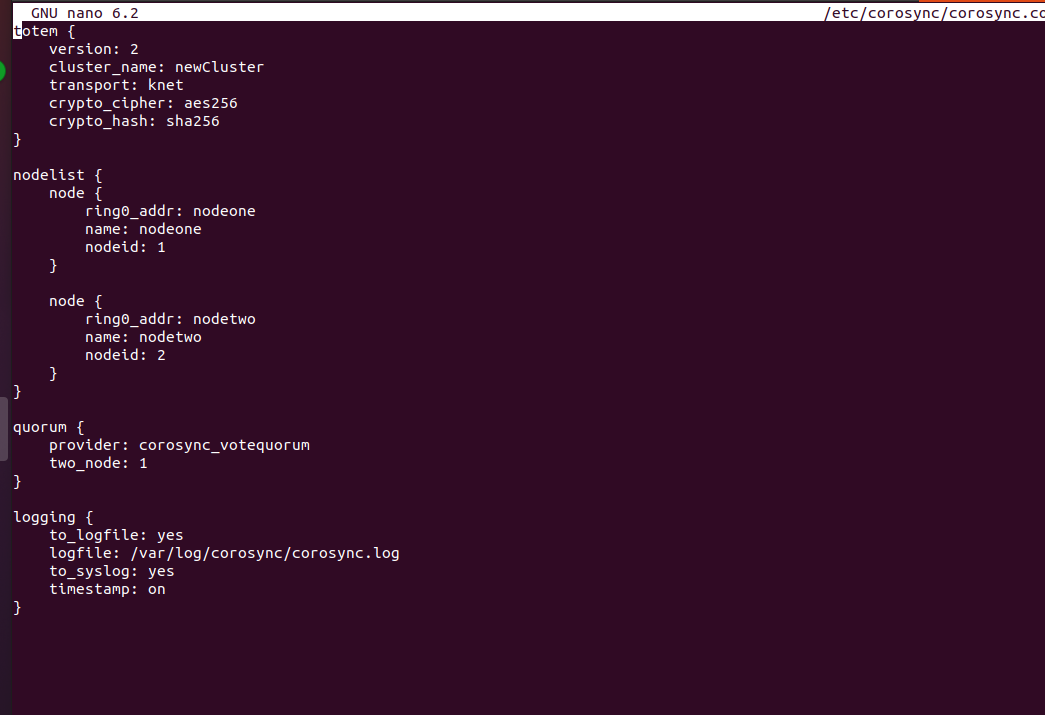 GNU nano 6.2 /etc/corosync/corosync.co
totem {
    version: 2
    cluster_name: newCluster
    transport: knet
    crypto_cipher: aes256
    crypto_hash: sha256
}

nodelist {
    node {
        ring0_addr: nodeone
        name: nodeone
        nodeid: 1
    }

    node {
        ring0_addr: nodetwo
        name: nodetwo
        nodeid: 2
    }
}

quorum {
    provider: corosync_votequorum
    two_node: 1
}

logging {
    to_logfile: yes
    logfile: /var/log/corosync/corosync.log
    to_syslog: yes
    timestamp: on
}